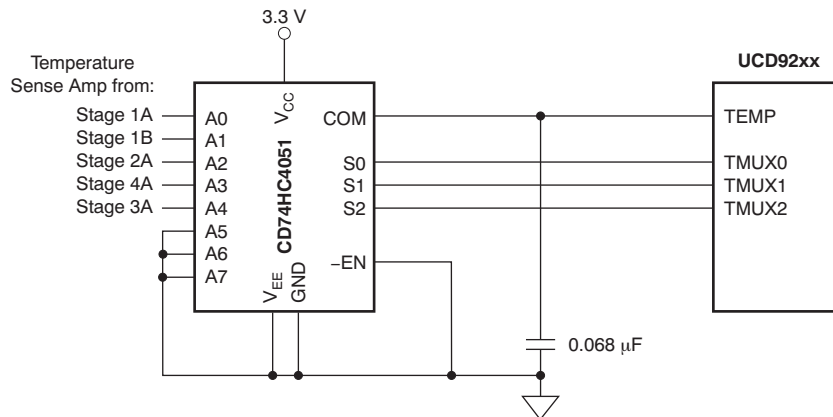 3.3 V
Temperature
Sense Amp from:
UCD92xx
Stage 1A
Stage 1B
Stage 2A
Stage 4A
Stage 3A
A0
A1
A2
A3
A4
A5
A6
A7
VCC
CD74HC4051
VEE
GND
COM
S0
S1
S2
–EN
TEMP
TMUX0
TMUX1
TMUX2
0.068 μF